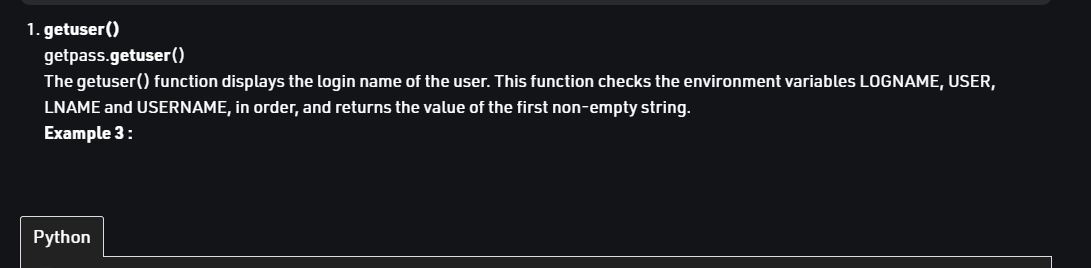 1. getuser()
getpass.getuser()
The getuser() function displays the login name of the user. This function checks the environment variables LOGNAME, USER,
LNAME and USERNAME, in order, and returns the value of the first non-empty string.
Example 3 :
Python